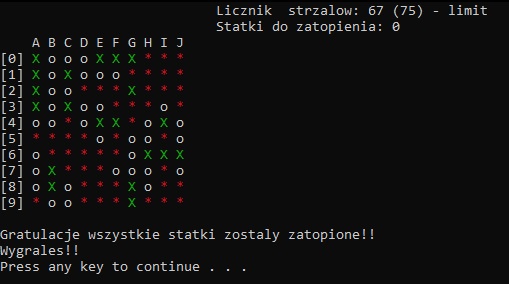 Licznik strzalow: 67 (75) - limit
Statki do zatopienia: 0
A B C D E F G H I J
[0] X o o o X X X * * *
[1] X o X o o o * * * *
[2] X o o * * * X * * *
[3] X o X o o * * * o *
[4] o o * o X X * o X o
[5] * * * * o * o o * o
[6] o * * * * * o X X X
[7] o X * * * o o o * o
[8] o X o * * * X o * *
[9] * o o * * * X * * *
Gratulacje wszystkie statki zostaly zatopione!!
Wygrales!!
Press any key to continue . . .